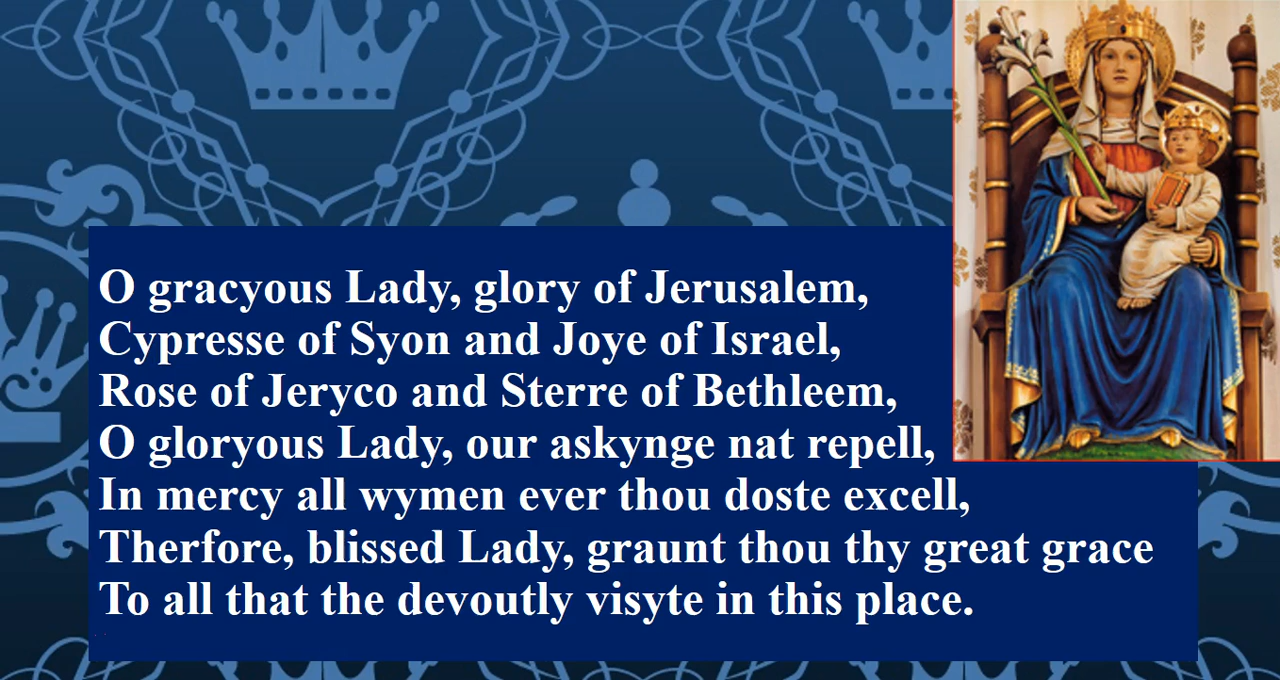 O gracyous Lady, glory of Jerusalem,
Cypresse of Syon and Joye of Israel,
Rose of Jeryco and Sterre of Bethleem,
O gloryous Lady, our askynge nat repell,
In mercy all wymen ever thou doste excell,
Therfore, blissed Lady, graunt thou thy great grace
To all that the devoutly visyte in this place.